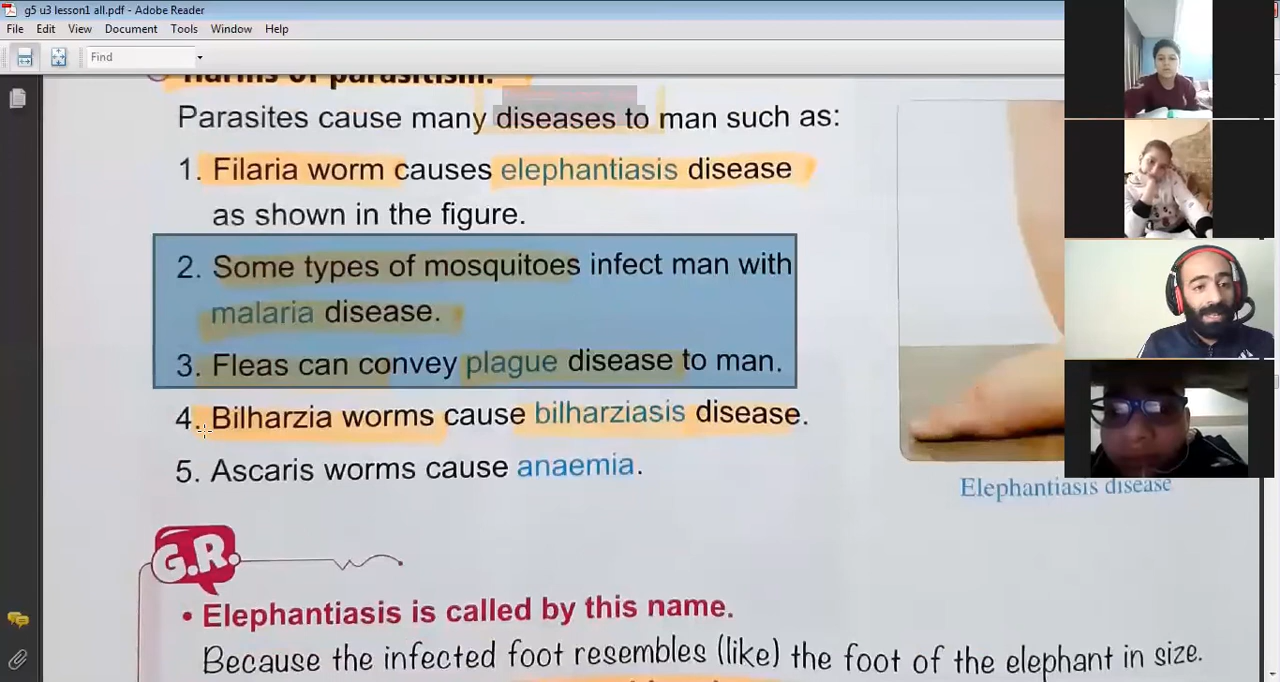 g5 u3 lesson1 all.pdf - Adobe Reader
File Edit View Document Tools Window Help
Find
Harms of parasitism:
Parasites cause many diseases to man such as:
1. Filaria worm causes elephantiasis disease
as shown in the figure.
2. Some types of mosquitoes infect man with
malaria disease.
3. Fleas can convey plague disease to man.
4. Bilharzia worms cause bilharziasis disease.
5. Ascaris worms cause anaemia.
Elephantiasis disease
G.R.
• Elephantiasis is called by this name.
Because the infected foot resembles (like) the foot of the elephant in size.